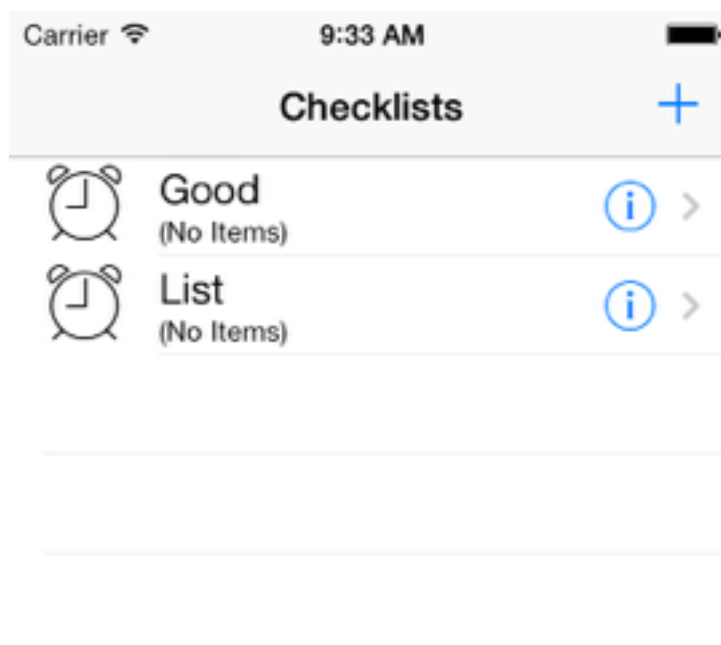 Carrier 9:33 AM
Checklists
Good
(No Items)
List
(No Items)